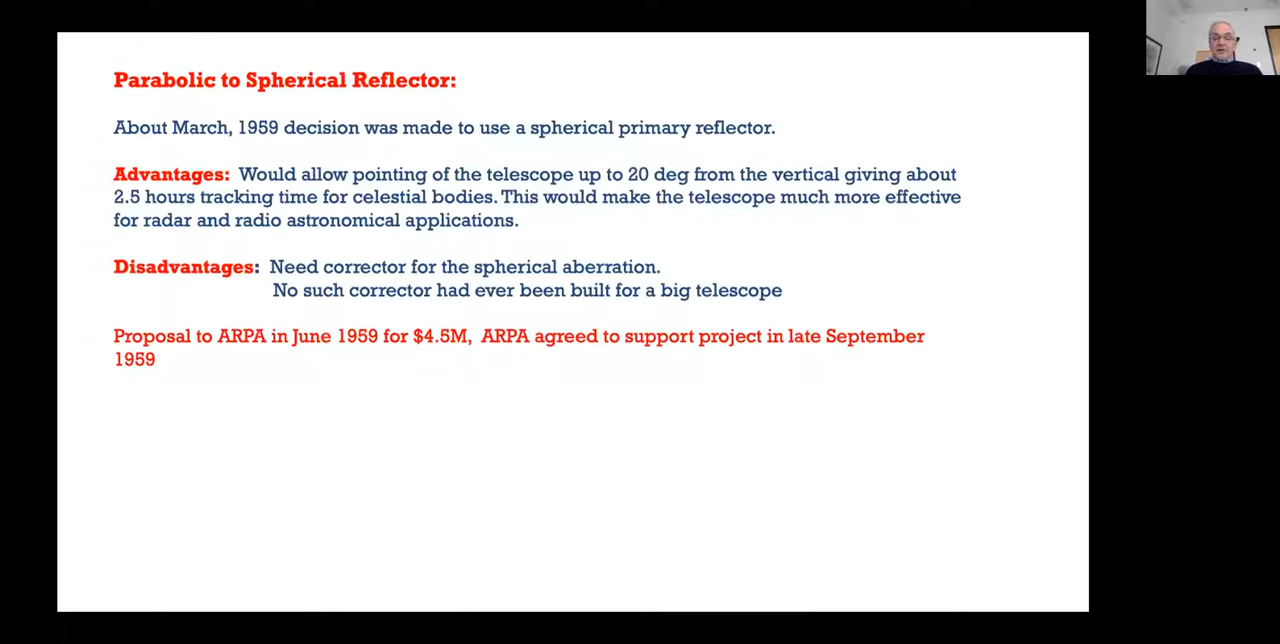 Parabolic to Spherical Reflector:
About March, 1959 decision was made to use a spherical primary reflector.
Advantages: Would allow pointing of the telescope up to 20 deg from the vertical giving about
2.5 hours tracking time for celestial bodies. This would make the telescope much more effective
for radar and radio astronomical applications.
Disadvantages: Need corrector for the spherical aberration.
No such corrector had ever been built for a big telescope
Proposal to ARPA in June 1959 for $4.5M, ARPA agreed to support project in late September
1959